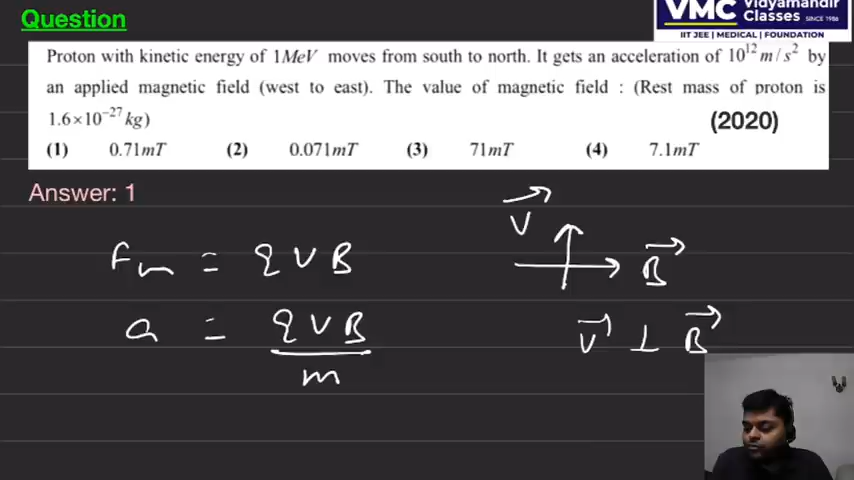 Question
VMC Vidyamandir Classes SINCE 1986
IIT JEE | MEDICAL | FOUNDATION
Proton with kinetic energy of 1MeV moves from south to north. It gets an acceleration of 10¹² m/s² by
an applied magnetic field (west to east). The value of magnetic field : (Rest mass of proton is
1.6×10⁻²⁷ kg) (2020)
(1) 0.71mT (2) 0.071mT (3) 71mT (4) 7.1mT
Answer: 1
V⃗
Fm = qVB
B⃗
a = qVB/m
V⃗ ⊥ B⃗